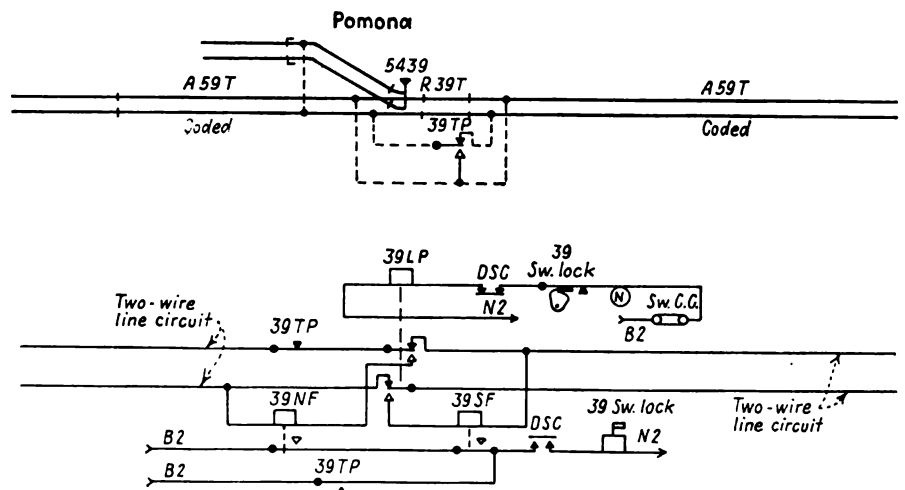 Pomona
5439
A59T
R39T
A59T
Coded
39TP
Coded
39LP
DSC
39
Sw. lock
N
Sw. C.C.
N2
B2
Two-wire
line circuit
39TP
39NF
39SF
DSC
39 Sw. lock
Two-wire
line circuit
B2
N2
B2
39TP